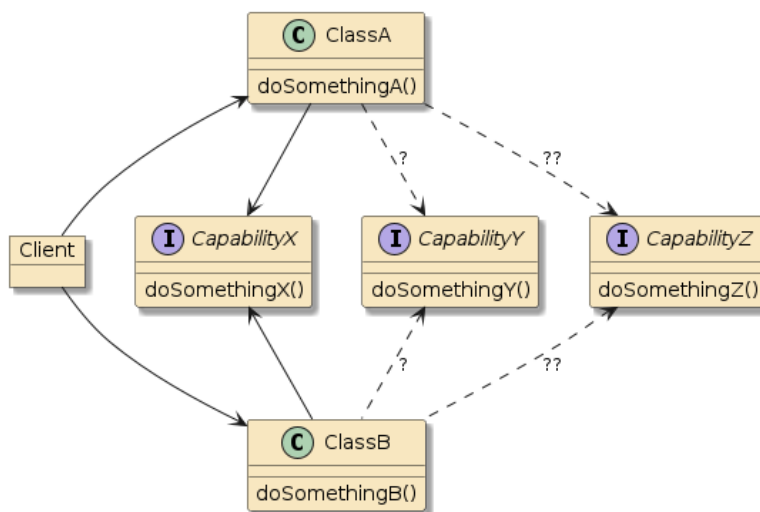 C ClassA
doSomethingA()
? ??
Client
I CapabilityX
doSomethingX()
I CapabilityY
doSomethingY()
I CapabilityZ
doSomethingZ()
? ??
C ClassB
doSomethingB()